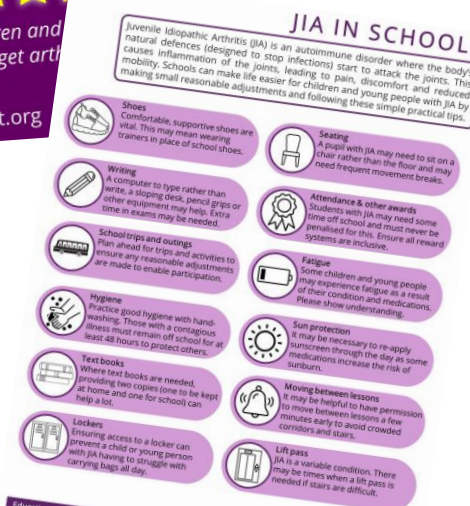 en and
get arth
t.org
JIA IN SCHOOL
Juvenile Idiopathic Arthritis (JIA) is an autoimmune disorder where the body's
natural defences (designed to stop infections) start to attack the joints. This
causes inflammation of the joints, leading to pain, discomfort and reduced
mobility. Schools can make life easier for children and young people with JIA by
making small reasonable adjustments and following these simple practical tips.
Shoes
Comfortable, supportive shoes are
vital. This may mean wearing
trainers in place of school shoes.
Writing
A computer to type rather than
write, a sloping desk, pencil grips or
other equipment may help. Extra
time in exams may be needed.
School trips and outings
Plan ahead for trips and activities to
ensure any reasonable adjustments
are made to enable participation.
Hygiene
Practice good hygiene with hand-
washing. Those with a contagious
illness must remain off school for at
least 48 hours to protect others.
Text books
Where text books are needed,
providing two copies (one to be kept
at home and one for school) can
help a lot.
Lockers
Ensuring access to a locker can
prevent a child or young person
with JIA having to struggle with
carrying bags all day.
Seating
A pupil with JIA may need to sit on a
chair rather than the floor and may
need frequent movement breaks.
Attendance & other awards
Students with JIA may need some
time off school and must never be
penalised for this. Ensure all reward
systems are inclusive.
Fatigue
Some children and young people
may experience fatigue as a result
of their condition and medications.
Please show understanding.
Sun protection
It may be necessary to re-apply
sunscreen through the day as some
medications increase the risk of
sunburn.
Moving between lessons
It may be helpful to have permission
to move between lessons a few
minutes early to avoid crowded
corridors and stairs.
Lift pass
JIA is a variable condition. There
may be times when a lift pass is
needed if stairs are difficult.